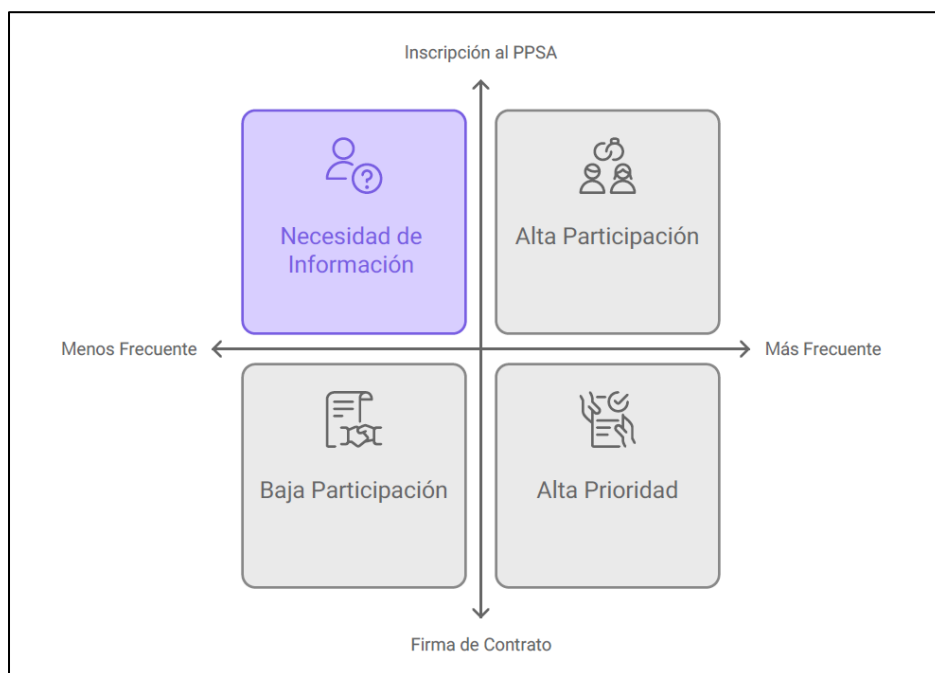 Inscripción al PPSA
Necesidad de
Información
Alta Participación
Menos Frecuente
Más Frecuente
Baja Participación
Alta Prioridad
Firma de Contrato